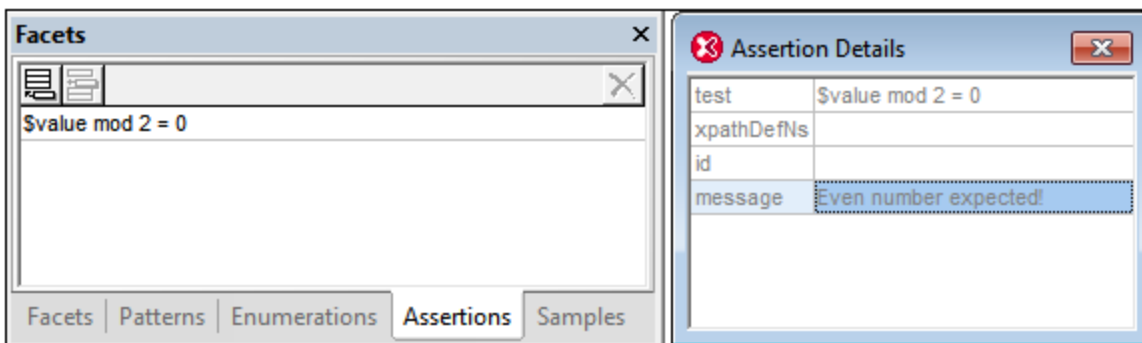 Facets
$value mod 2 = 0
Facets | Patterns | Enumerations | Assertions | Samples
Assertion Details
test $value mod 2 = 0
xpathDefNs
id
message Even number expected!